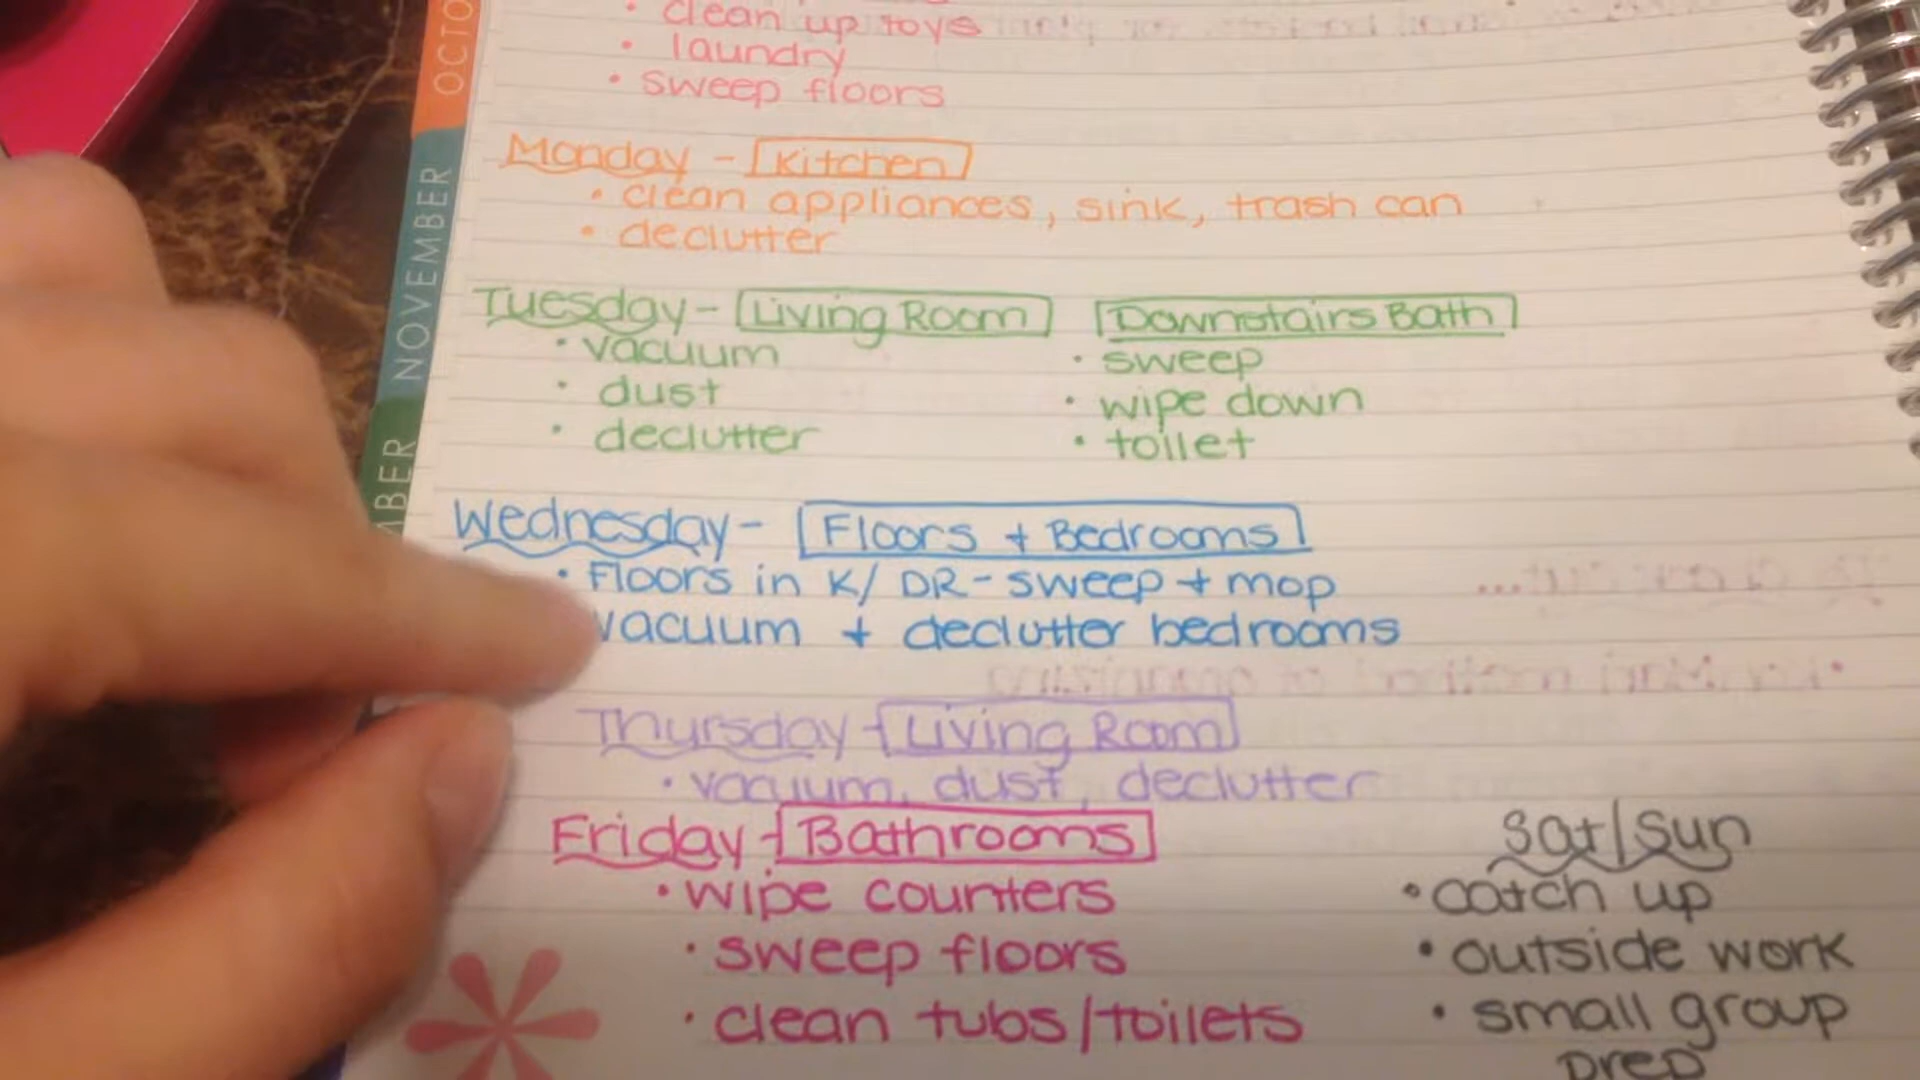 • clean up toys
• laundry
• sweep floors
Monday - Kitchen
• clean appliances, sink, trash can
• declutter
Tuesday - Living Room Downstairs Bath
• vacuum • sweep
• dust • wipe down
• declutter • toilet
Wednesday - Floors + Bedrooms
• Floors in K/ DR - sweep + mop
vacuum + declutter bedrooms
Thursday - Living Room
• vacuum, dust, declutter
Friday - Bathrooms Sat/Sun
• wipe counters • catch up
• sweep floors • outside work
• clean tubs/toilets • small group
prep
OCTO
NOVEMBER
MBER